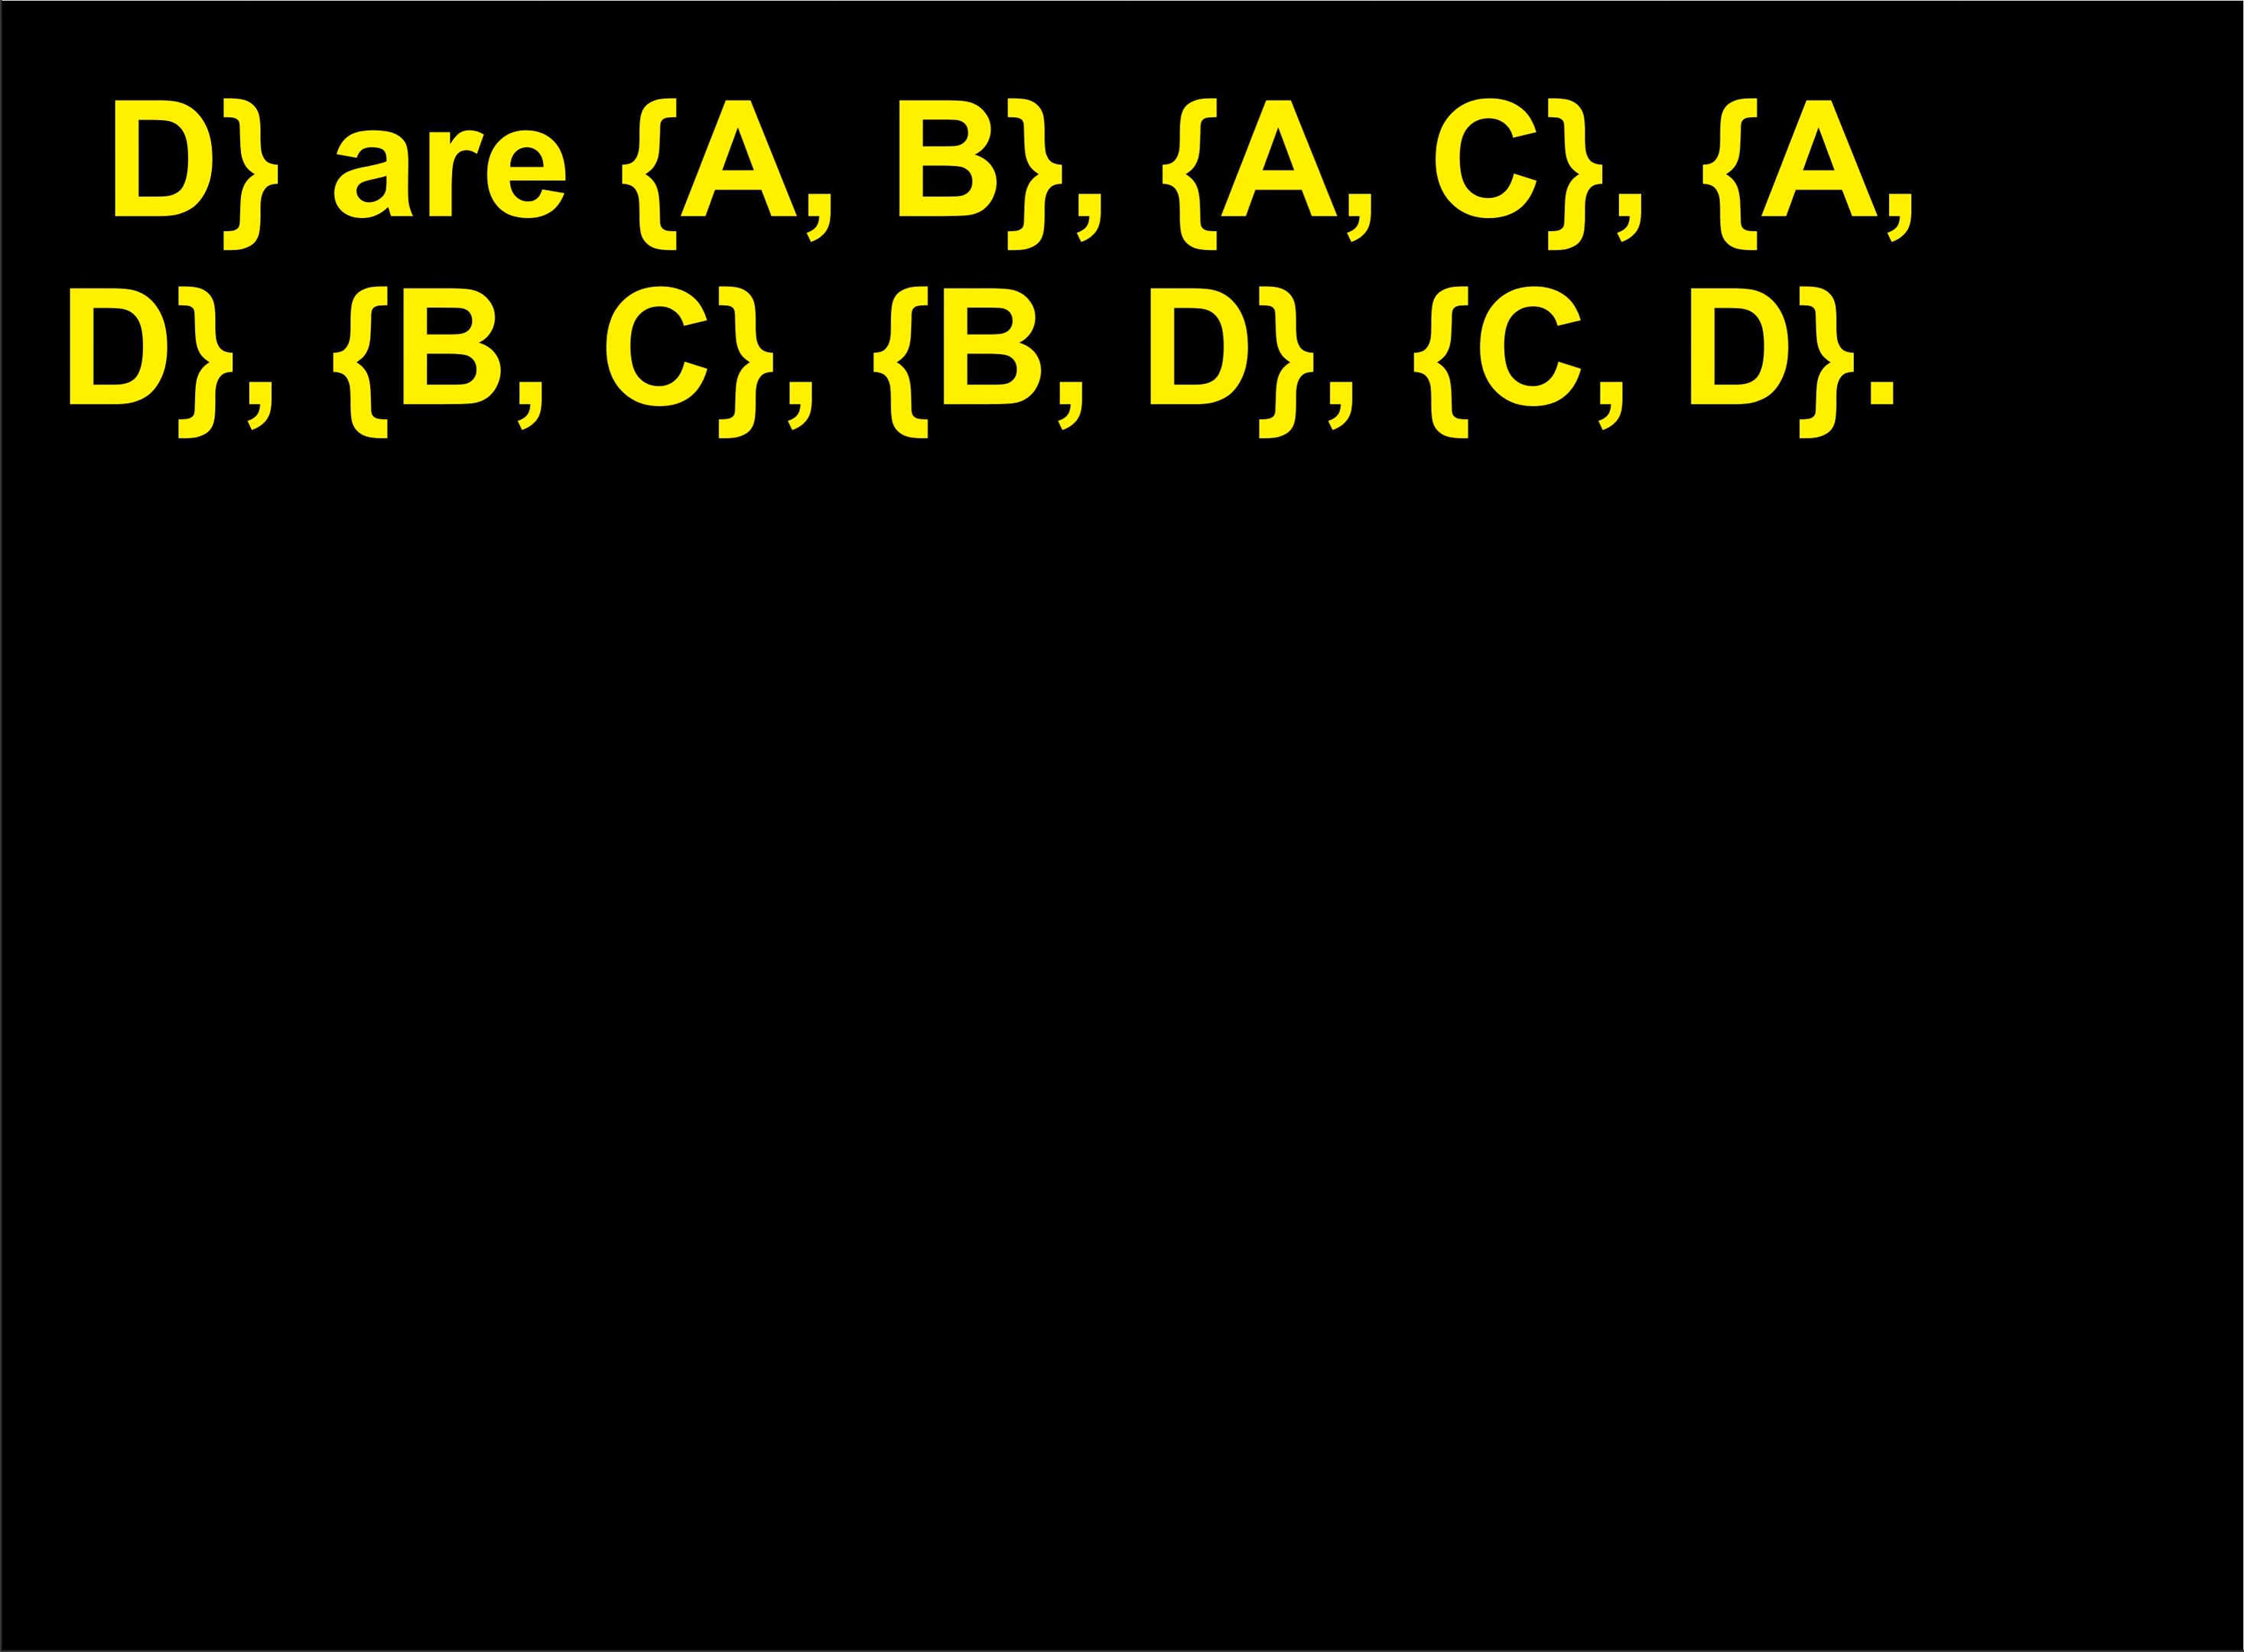 D} are {A, B}, {A, C}, {A,
D}, {B, C}, {B, D}, {C, D}.